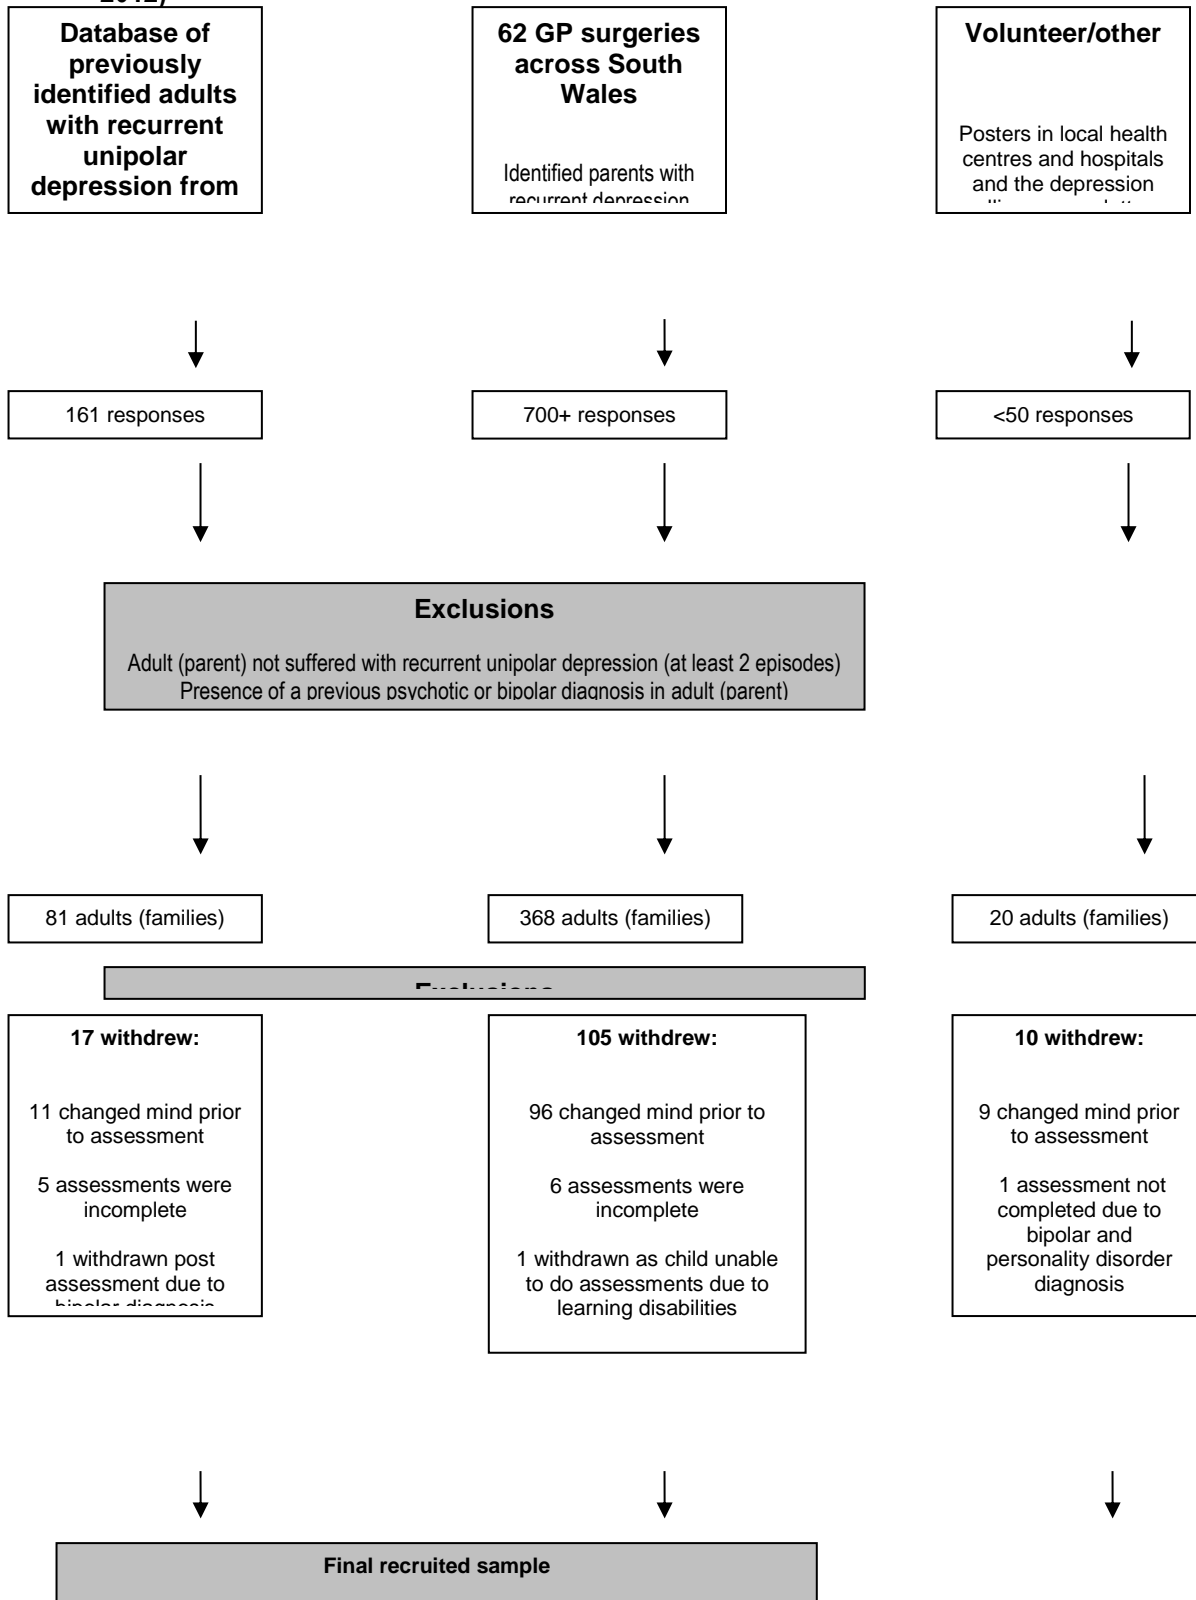 2012)
Database of
previously
identified adults
with recurrent
unipolar
depression from
62 GP surgeries
across South
Wales
Identified parents with
recurrent depression
Volunteer/other
Posters in local health
centres and hospitals
and the depression
161 responses
700+ responses
<50 responses
Exclusions
Adult (parent) not suffered with recurrent unipolar depression (at least 2 episodes)
Presence of a previous psychotic or bipolar diagnosis in adult (parent)
81 adults (families)
368 adults (families)
20 adults (families)
Exclusions
17 withdrew:
11 changed mind prior
to assessment
5 assessments were
incomplete
1 withdrawn post
assessment due to
bipolar diagnosis
105 withdrew:
96 changed mind prior to
assessment
6 assessments were
incomplete
1 withdrawn as child unable
to do assessments due to
learning disabilities
10 withdrew:
9 changed mind prior
to assessment
1 assessment not
completed due to
bipolar and
personality disorder
diagnosis
Final recruited sample